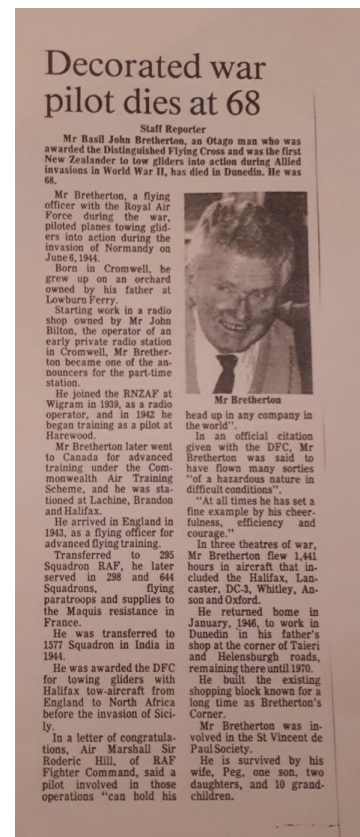 Decorated war
pilot dies at 68
Staff Reporter
Mr Basil John Bretherton, an Otago man who was
awarded the Distinguished Flying Cross and was the first
New Zealander to tow gliders into action during Allied
invasions in World War II, has died in Dunedin. He was
68.
Mr Bretherton, a flying
officer with the Royal Air
Force during the war,
piloted planes towing glid-
ers into action during the
invasion of Normandy on
June 6, 1944.
Born in Cromwell, he
grew up on an orchard
owned by his father at
Lowburn Ferry.
Starting work in a radio
shop owned by Mr John
Bilton, the operator of an
early private radio station
in Cromwell, Mr Brether-
ton became one of the an-
nouncers for the part-time
station.
He joined the RNZAF at
Wigram in 1939, as a radio
operator, and in 1942 he
began training as a pilot at
Harewood.
Mr Bretherton later went
to Canada for advanced
training under the Com-
monwealth Air Training
Scheme, and he was sta-
tioned at Lachine, Brandon
and Halifax.
He arrived in England in
1943, as a flying officer for
advanced flying training.
Transferred to 295
Squadron RAF, he later
served in 298 and 644
Squadrons, flying
paratroops and supplies to
the Maquis resistance in
France.
He was transferred to
1577 Squadron in India in
1944.
He was awarded the DFC
for towing gliders with
Halifax tow-aircraft from
England to North Africa
before the invasion of Sici-
ly.
In a letter of congratula-
tions, Air Marshall Sir
Roderic Hill, of RAF
Fighter Command, said a
pilot involved in those
operations "can hold his
Mr Bretherton
head up in any company in
the world".
In an official citation
given with the DFC, Mr
Bretherton was said to
have flown many sorties
"of a hazardous nature in
difficult conditions".
"At all times he has set a
fine example by his cheer-
fulness, efficiency and
courage."
In three theatres of war,
Mr Bretherton flew 1,441
hours in aircraft that in-
cluded the Halifax, Lan-
caster, DC-3, Whitley, An-
son and Oxford.
He returned home in
January, 1946, to work in
Dunedin in his father's
shop at the corner of Taieri
and Helensburgh roads,
remaining there until 1970.
He built the existing
shopping block known for a
long time as Bretherton's
Corner.
Mr Bretherton was in-
volved in the St Vincent de
Paul Society.
He is survived by his
wife, Peg, one son, two
daughters, and 10 grand-
children.